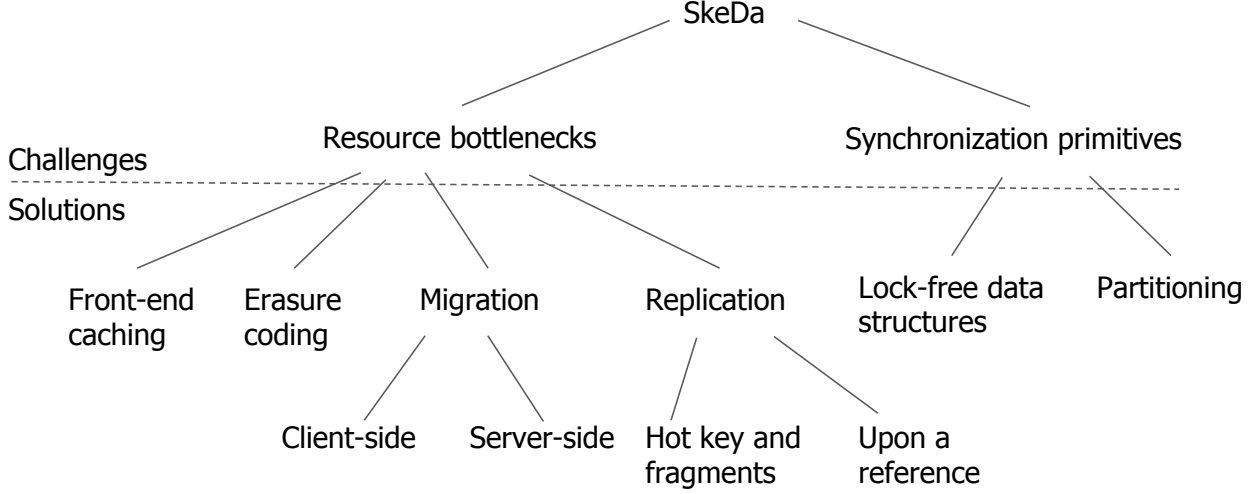 SkeDa
Resource bottlenecks
Synchronization primitives
Challenges
Solutions
Front-end
caching
Erasure
coding
Migration
Replication
Lock-free data
structures
Partitioning
Client-side
Server-side
Hot key and
fragments
Upon a
reference